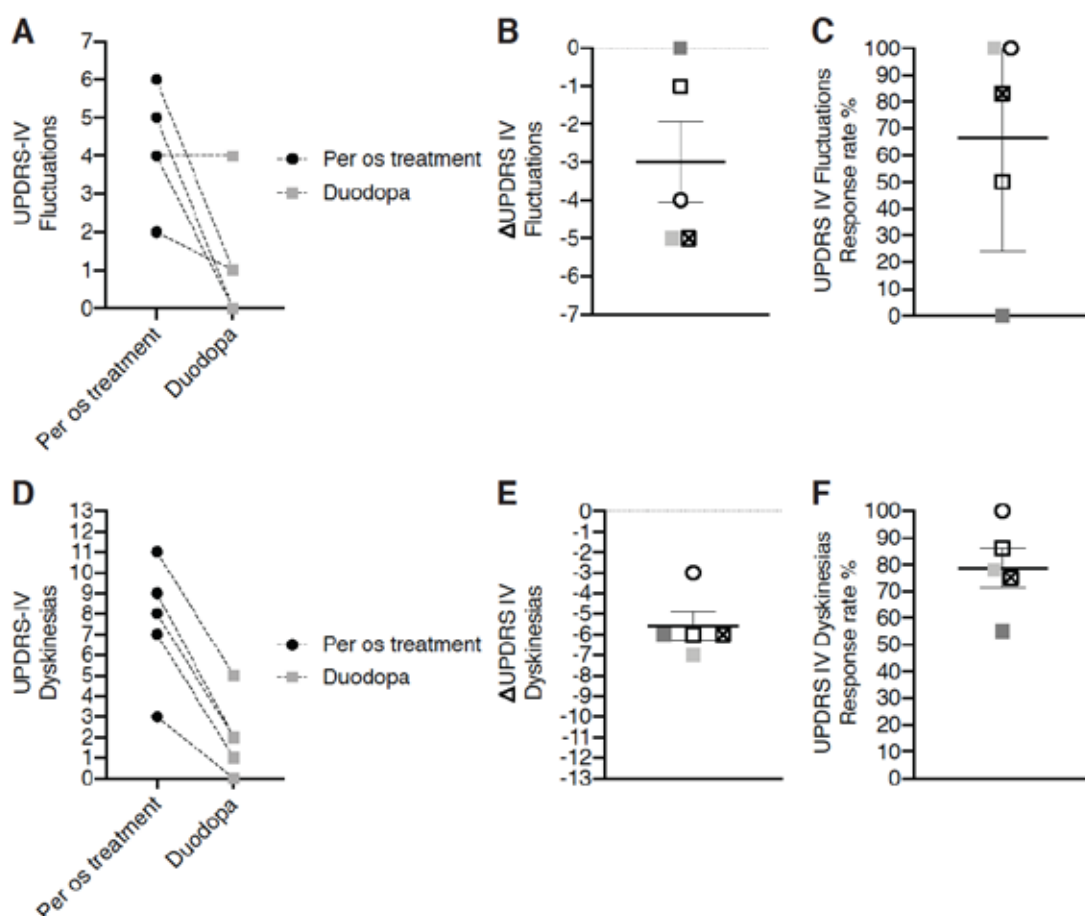 A
UPDRS-IV
Fluctuations
7
6
5
4
3
2
1
0
Per os treatment
Duodopa
Per os treatment
Duodopa
B
ΔUPDRS IV
Fluctuations
0
-1
-2
-3
-4
-5
-6
-7
C
UPDRS IV Fluctuations
Response rate %
100
90
80
70
60
50
40
30
20
10
0
D
UPDRS-IV
Dyskinesias
13
12
11
10
9
8
7
6
5
4
3
2
1
0
Per os treatment
Duodopa
Per os treatment
Duodopa
E
ΔUPDRS IV
Dyskinesias
0
-1
-2
-3
-4
-5
-6
-7
-8
-9
-10
-11
-12
-13
F
UPDRS IV Dyskinesias
Response rate %
100
90
80
70
60
50
40
30
20
10
0